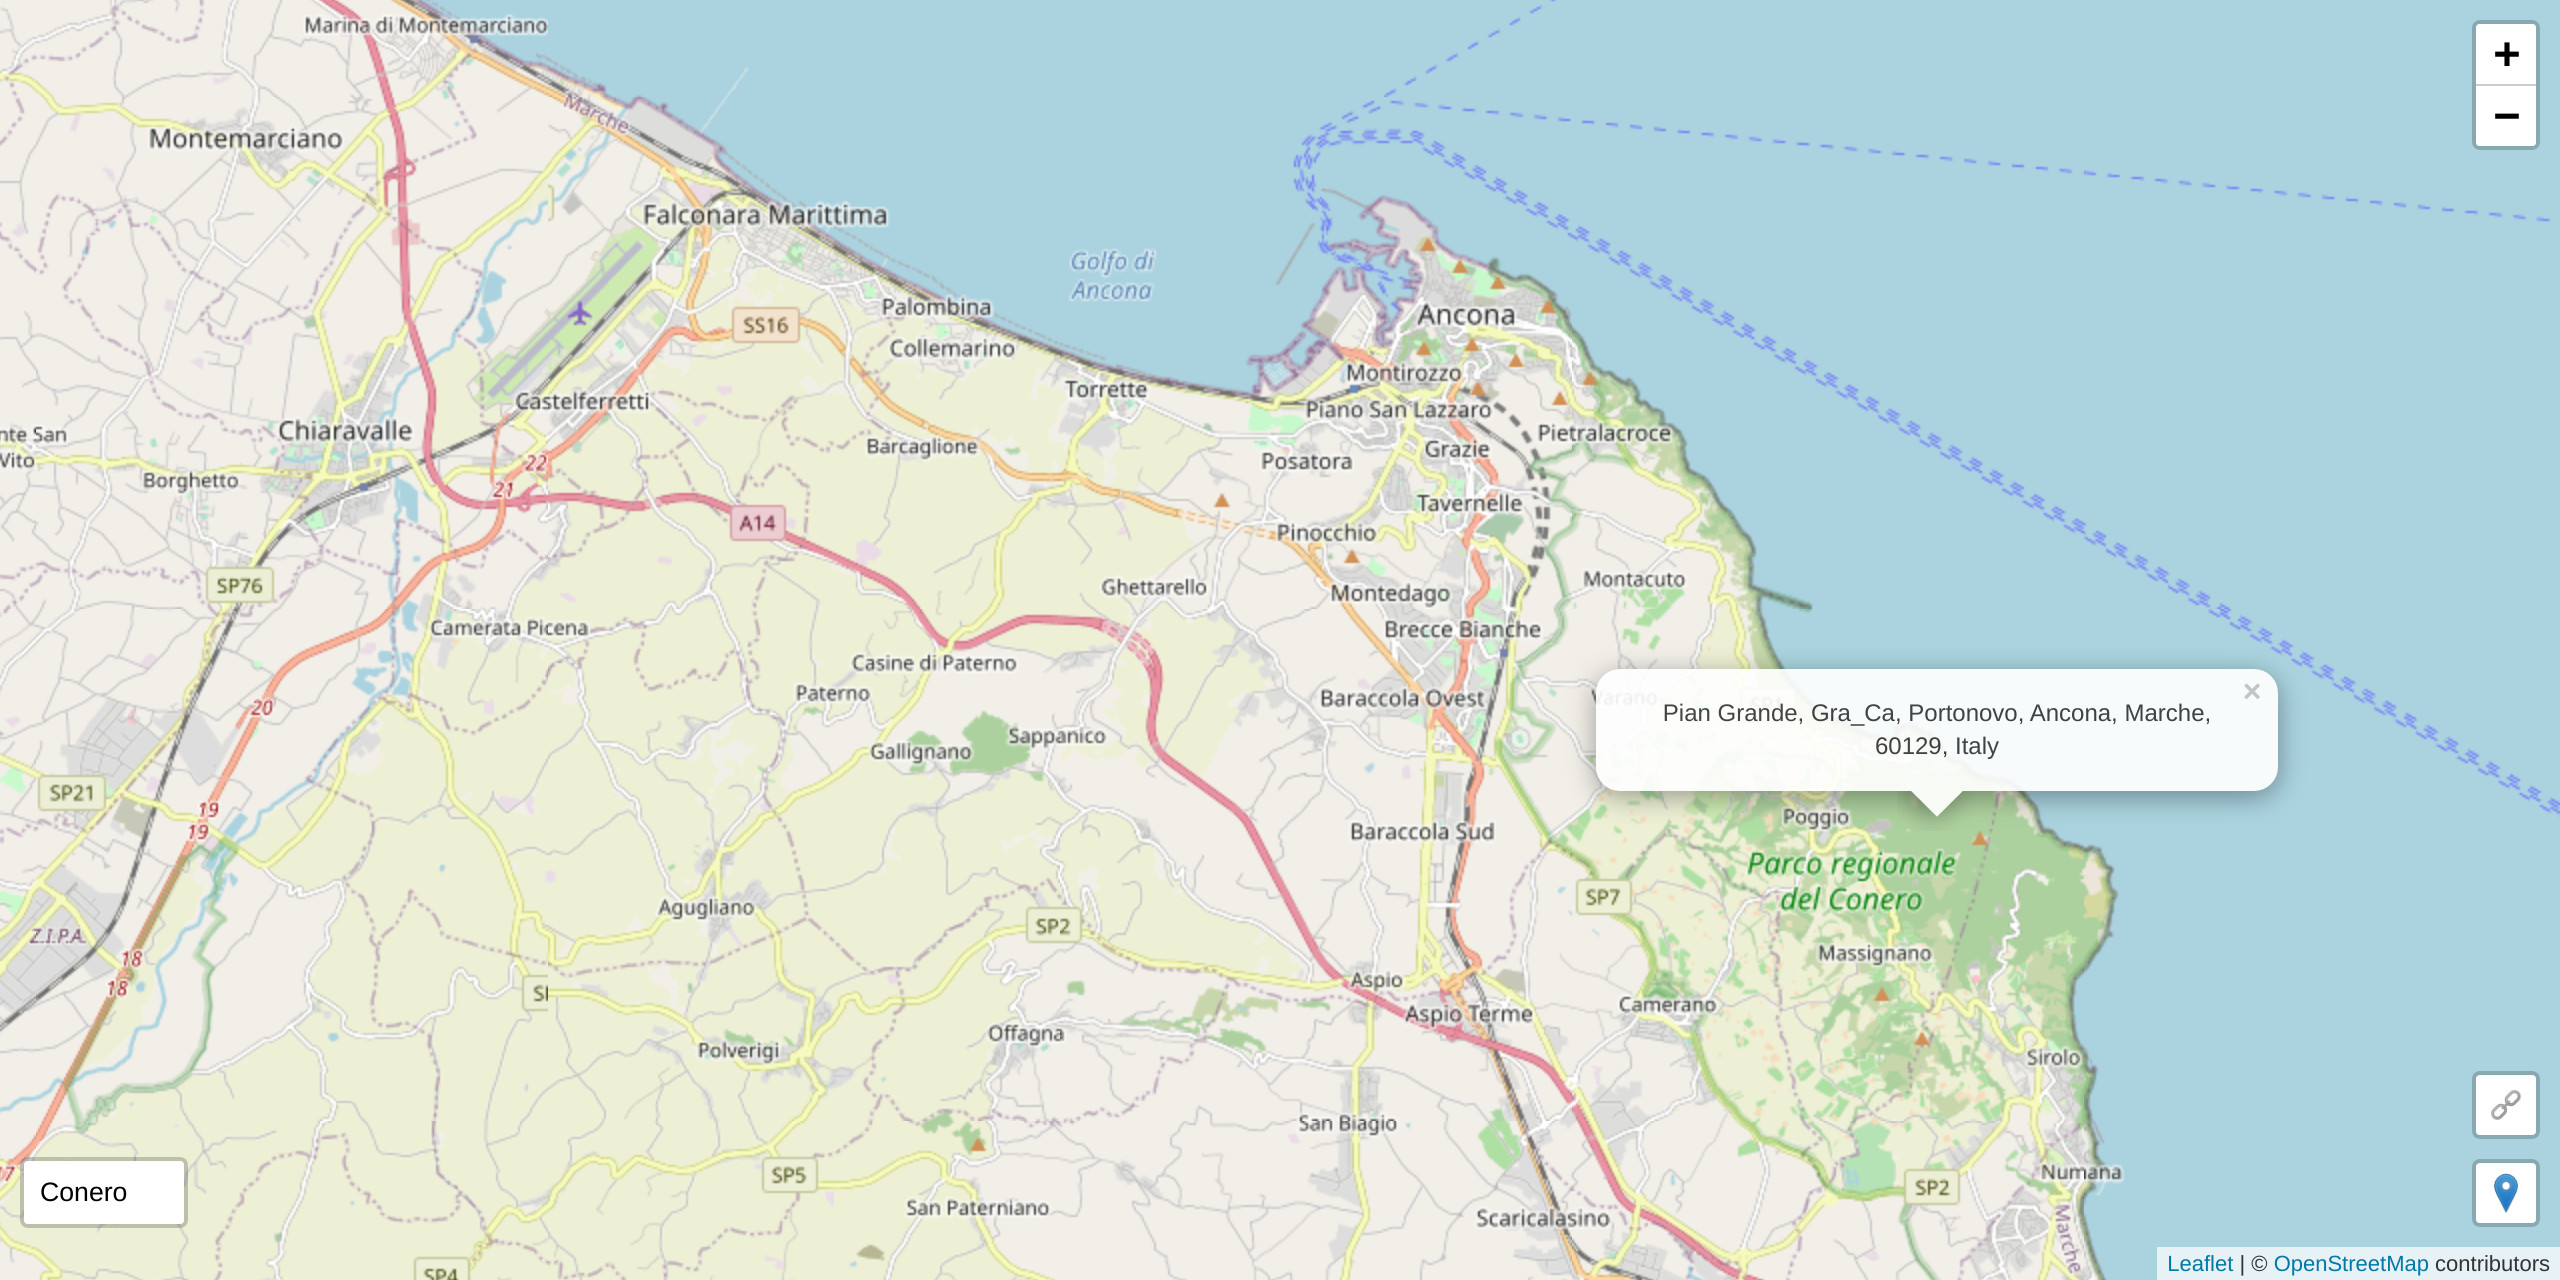 Marina di Montemarciano
+
−
Marche
Montemarciano
Falconara Marittima
Golfo di
Ancona
Palombina
SS16
Ancona
Collemarino
Montirozzo
Torrette
Castelferretti
Piano San Lazzaro
Chiaravalle
Pietralacroce
nte San
Vito
Barcaglione
Grazie
Posatora
22
Borghetto
21
Tavernelle
A14
Pinocchio
Montacuto
SP76
Ghettarello
Montedago
Camerata Picena
Brecce Bianche
Casine di Paterno
Paterno
Baraccola Ovest
Varano
×
20
Pian Grande, Gra_Ca, Portonovo, Ancona, Marche,
60129, Italy
Sappanico
Gallignano
SP21
19
19
Poggio
Baraccola Sud
Parco regionale
del Conero
SP7
Agugliano
SP2
Z.I.P.A.
Massignano
18
18
Aspio
SI
Camerano
Aspio Terme
Offagna
Polverigi
Sirolo
San Biagio
17
SP5
Numana
SP2
Conero
San Paterniano
Scaricalasino
Marche
SP4
Leaflet | © OpenStreetMap contributors